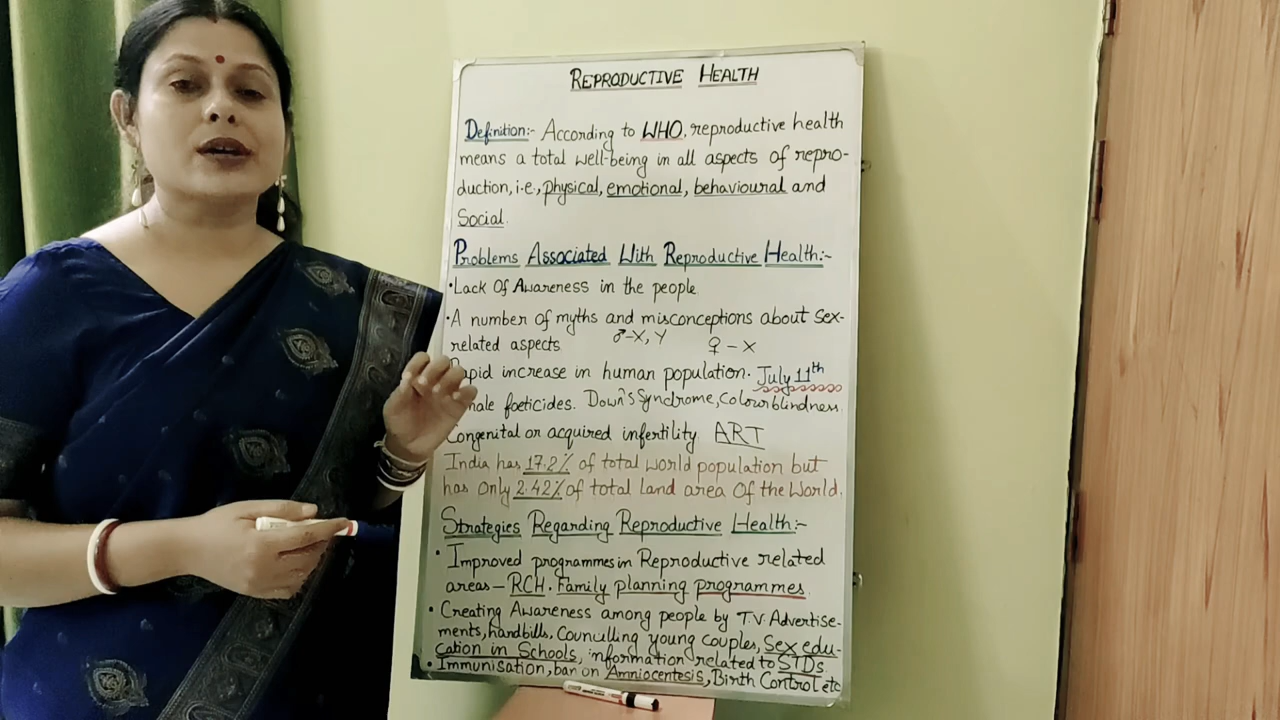 REPRODUCTIVE HEALTH
Definition:- According to WHO, reproductive health
means a total well-being in all aspects of repro-
duction, i.e., physical, emotional, behavioural and
Social.
Problems Associated With Reproductive Health:-
• Lack Of Awareness in the people
• A number of myths and misconceptions about sex-
related aspects ♂-X, Y ♀-X
increase in human population. July 11th
foeticides. Down's Syndrome, Colourblindness.
Congenital or acquired infertility ART
India has 17.2% of total world population but
has only 2.42% of total land area Of the World.
Strategies Regarding Reproductive Health:-
• Improved programmes in Reproductive related
areas – RCH. Family planning programmes.
• Creating Awareness among people by T.V. Advertise-
ments, handbills, Councilling young couples, Sex edu-
cation in Schools, information related to STDs
• Immunisation, ban on Amniocentesis, Birth Control etc